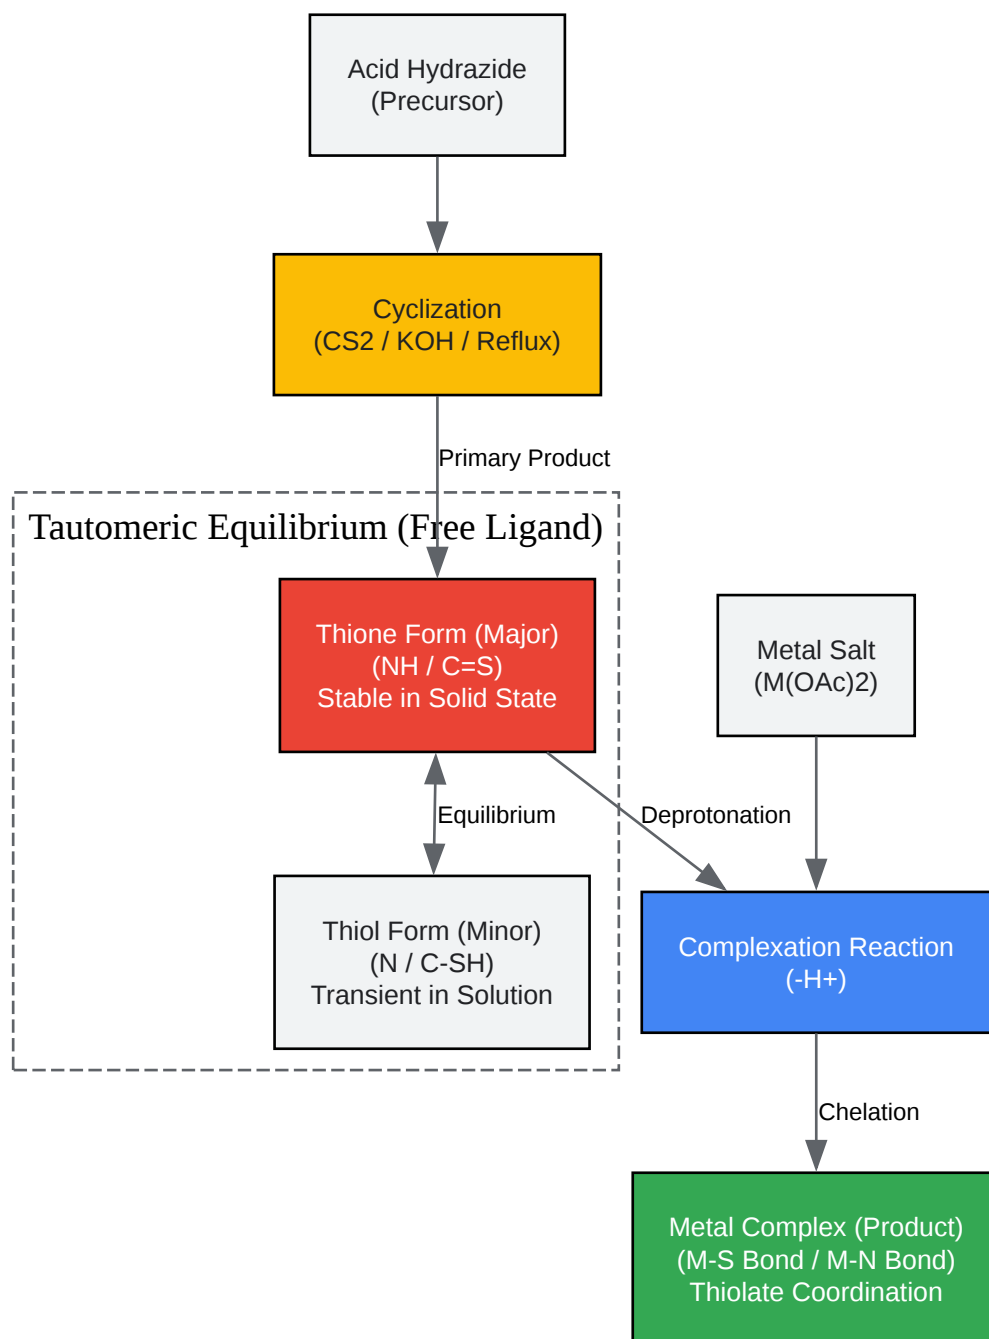 Acid Hydrazide
(Precursor)
Cyclization
(CS2 / KOH / Reflux)
Primary Product
Tautomeric Equilibrium (Free Ligand)
Thione Form (Major)
(NH / C=S)
Stable in Solid State
Metal Salt
(M(OAc)2)
Equilibrium
Deprotonation
Thiol Form (Minor)
(N / C-SH)
Transient in Solution
Complexation Reaction
(-H+)
Chelation
Metal Complex (Product)
(M-S Bond / M-N Bond)
Thiolate Coordination